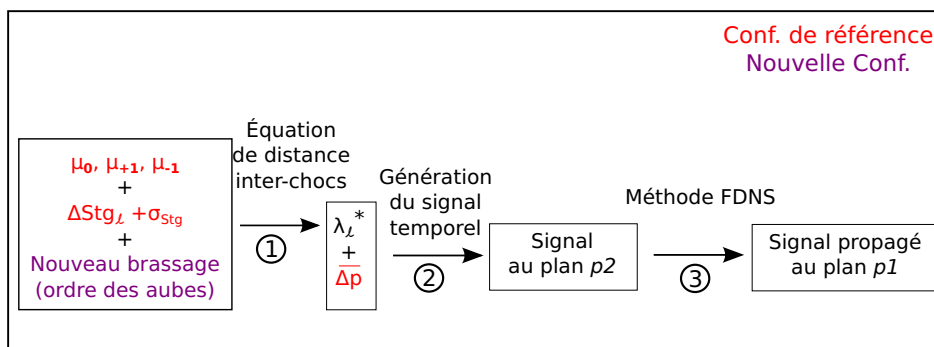 Conf. de référence
Nouvelle Conf.
μ0, μ+1, μ-1
+
ΔStgℓ +σStg
+
Nouveau brassage
(ordre des aubes)
Équation
de distance
inter-chocs
①
λℓ*
+
Δp
Génération
du signal
temporel
②
Signal
au plan p2
Méthode FDNS
③
Signal propagé
au plan p1